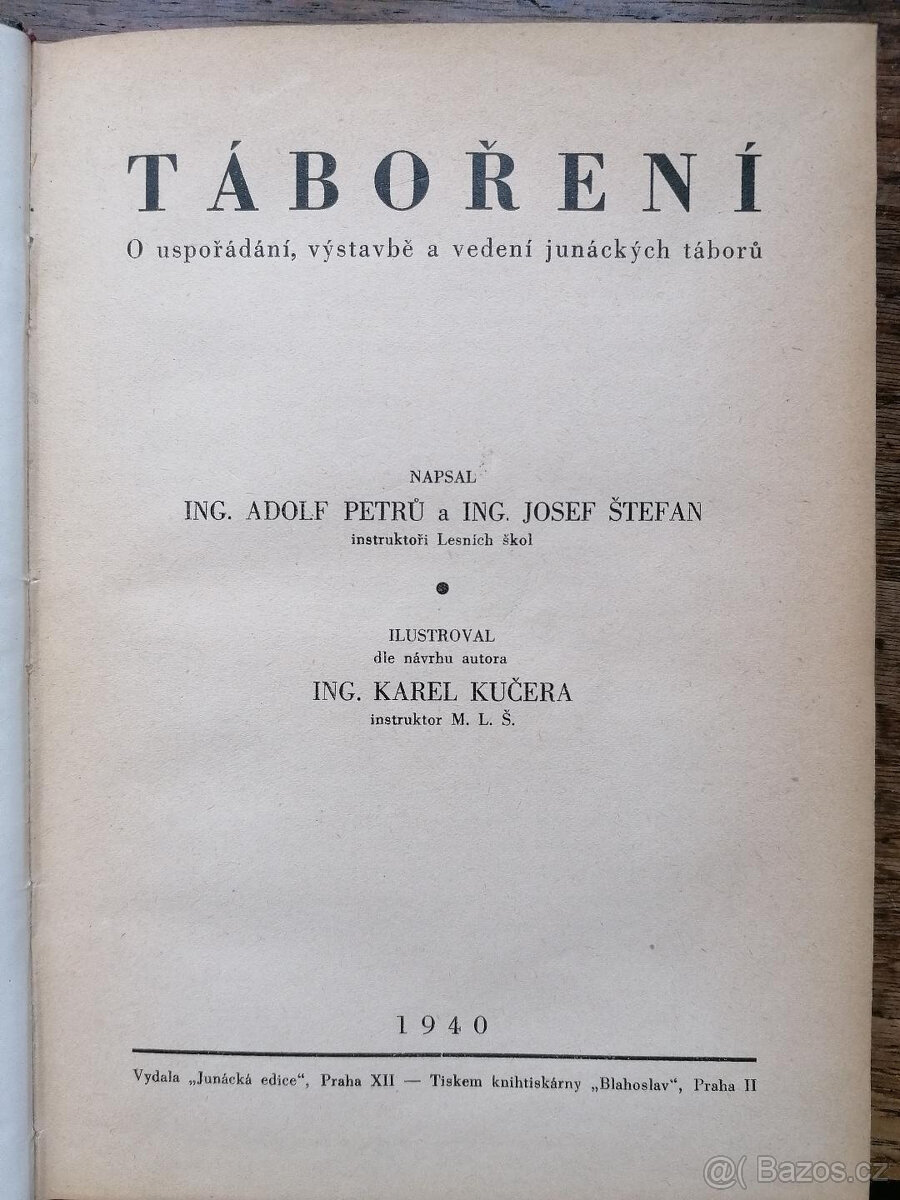 TÁBOŘENÍ
O uspořádání, výstavbě a vedení junáckých táborů
NAPSAL
ING. ADOLF PETRŮ a ING. JOSEF ŠTEFAN
instruktoři Lesních škol
ILUSTROVAL
dle návrhu autora
ING. KAREL KUČERA
instruktor M. L. Š.
1940
Vydala „Junácká edice“, Praha XII — Tiskem knihtiskárny „Blahoslav“, Praha II
@( Bazos.cz